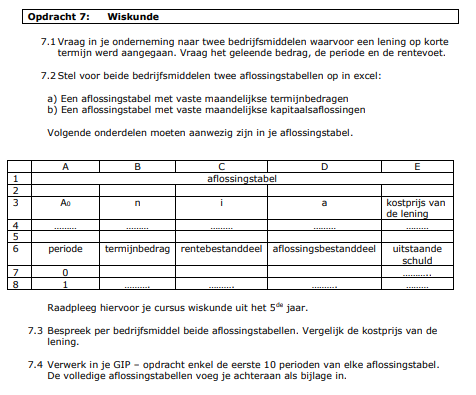 Opdracht 7: Wiskunde
7.1 Vraag in je onderneming naar twee bedrijfsmiddelen waarvoor een lening op korte
termijn werd aangegaan. Vraag het geleende bedrag, de periode en de rentevoet.
7.2 Stel voor beide bedrijfsmiddelen twee aflossingstabellen op in excel:
a) Een aflossingstabel met vaste maandelijkse termijnbedragen
b) Een aflossingstabel met vaste maandelijkse kapitaalsaflossingen
Volgende onderdelen moeten aanwezig zijn in je aflossingstabel.
A B C D E
1 aflossingstabel
2
3 A0 n i a kostprijs van
de lening
4 ……… ……… ……… ……… ………
5
6 periode termijnbedrag rentebestanddeel aflossingsbestanddeel uitstaande
schuld
7 0 ………..
8 1 ……….. ……….. ……….. ………
Raadpleeg hiervoor je cursus wiskunde uit het 5de jaar.
7.3 Bespreek per bedrijfsmiddel beide aflossingstabellen. Vergelijk de kostprijs van de
lening.
7.4 Verwerk in je GIP – opdracht enkel de eerste 10 perioden van elke aflossingstabel.
De volledige aflossingstabellen voeg je achteraan als bijlage in.